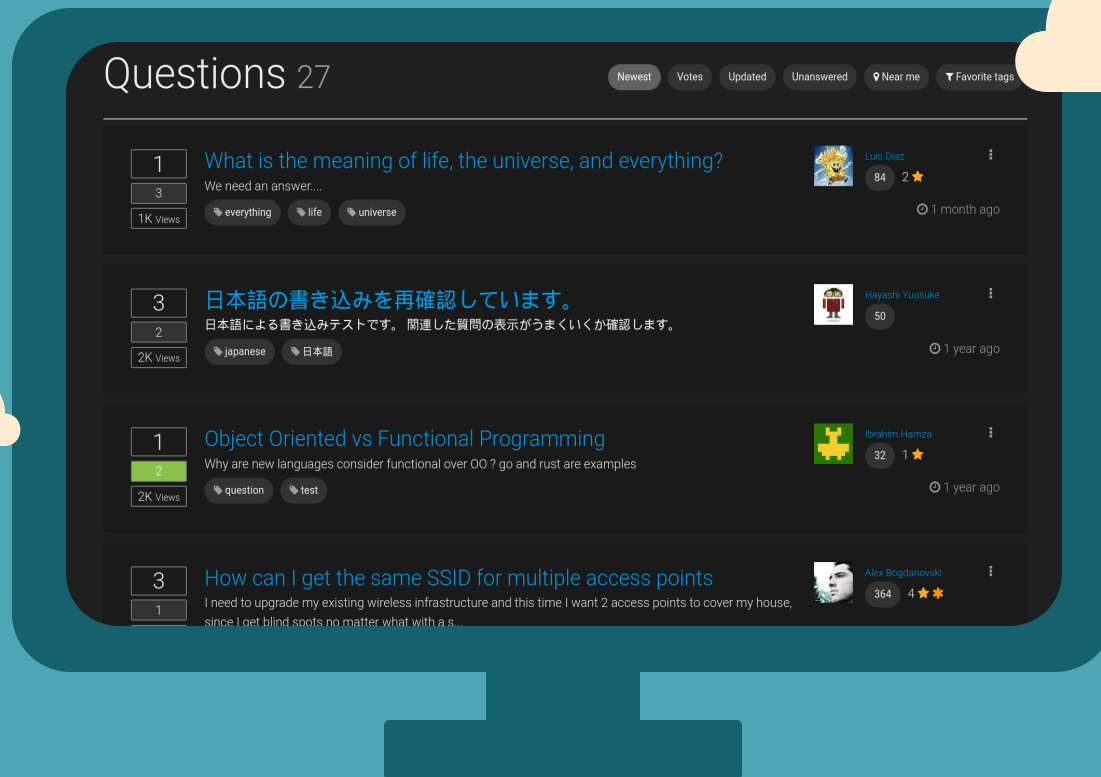 Questions 27
Newest Votes Updated Unanswered Near me Favorite tags
1
3
1K Views
What is the meaning of life, the universe, and everything?
We need an answer....
everything life universe
Luis Diaz
84 2
1 month ago
3
2
2K Views
日本語の書き込みを再確認しています。
日本語による書き込みテストです。 関連した質問の表示がうまくいくか確認します。
japanese 日本語
Hayashi Yuusuke
50
1 year ago
1
2
2K Views
Object Oriented vs Functional Programming
Why are new languages consider functional over OO ? go and rust are examples
question test
Ibrahim Hamza
32 1
1 year ago
3
1
How can I get the same SSID for multiple access points
I need to upgrade my existing wireless infrastructure and this time I want 2 access points to cover my house,
since I get blind spots no matter what with a s...
Alex Bogdanovski
364 4